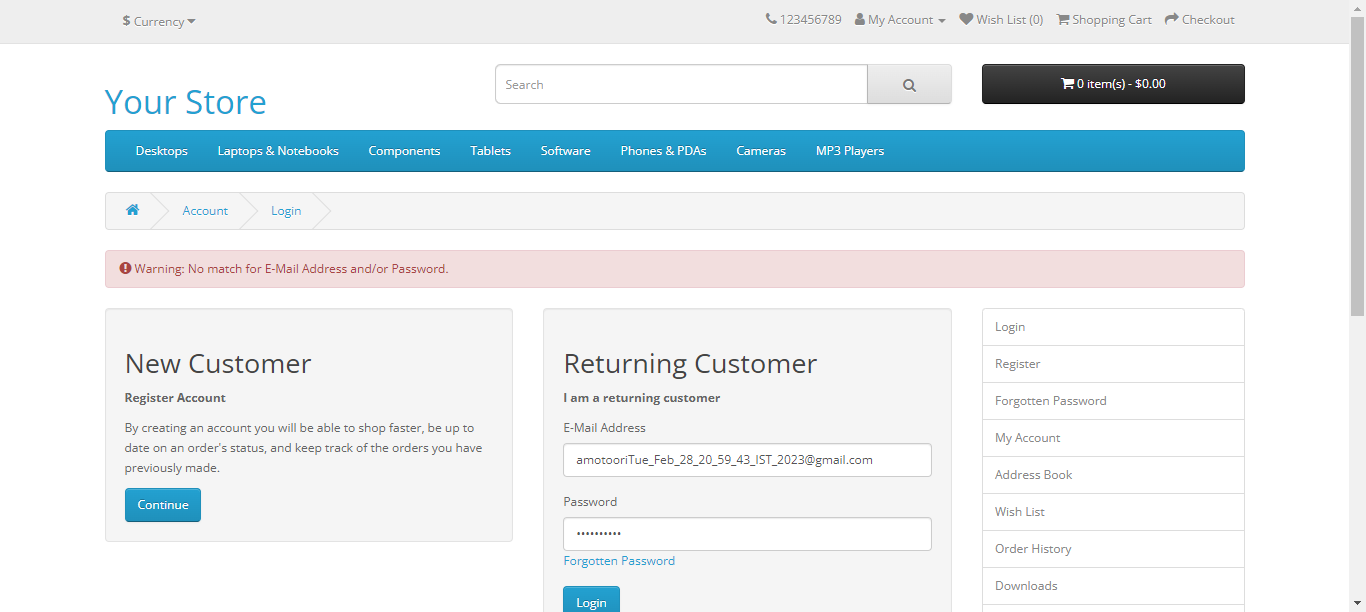 $ Currency
123456789 My Account Wish List (0) Shopping Cart Checkout
Your Store
Search
0 item(s) - $0.00
Desktops Laptops & Notebooks Components Tablets Software Phones & PDAs Cameras MP3 Players
Account Login
Warning: No match for E-Mail Address and/or Password.
New Customer
Register Account
By creating an account you will be able to shop faster, be up to
date on an order's status, and keep track of the orders you have
previously made.
Continue
Returning Customer
I am a returning customer
E-Mail Address
amotooriTue_Feb_28_20_59_43_IST_2023@gmail.com
Password
••••••••••
Forgotten Password
Login
Login
Register
Forgotten Password
My Account
Address Book
Wish List
Order History
Downloads